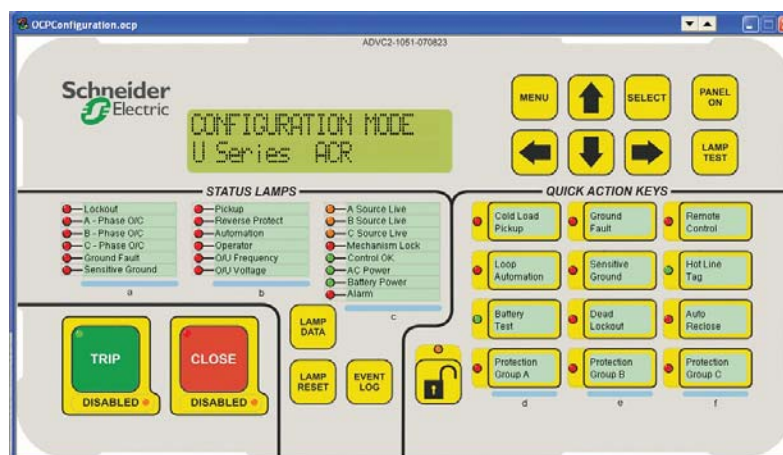 OCPConfiguration.ocp
ADVC2-1051-070823
Schneider
Electric
CONFIGURATION MODE
U Series ACR
MENU
SELECT
PANEL
ON
LAMP
TEST
STATUS LAMPS
Lockout
A - Phase O/C
B - Phase O/C
C - Phase O/C
Ground Fault
Sensitive Ground
a
Pickup
Reverse Protect
Automation
Operator
O/U Frequency
O/U Voltage
b
A Source Live
B Source Live
C Source Live
Mechanism Lock
Control OK
AC Power
Battery Power
Alarm
c
QUICK ACTION KEYS
Cold Load
Pickup
Ground
Fault
Remote
Control
Loop
Automation
Sensitive
Ground
Hot Line
Tag
Battery
Test
Dead
Lockout
Auto
Reclose
Protection
Group A
Protection
Group B
Protection
Group C
d
e
f
TRIP
DISABLED
CLOSE
DISABLED
LAMP
DATA
LAMP
RESET
EVENT
LOG